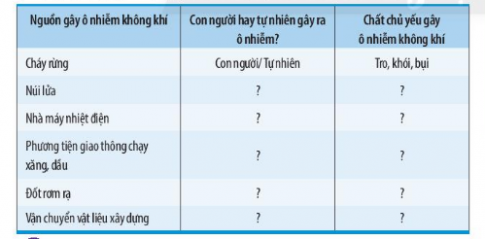 Nguồn gây ô nhiễm không khí
Con người hay tự nhiên gây ra
ô nhiễm?
Chất chủ yếu gây
ô nhiễm không khí
Cháy rừng
Con người/ Tự nhiên
Tro, khói, bụi
Núi lửa
?
?
Nhà máy nhiệt điện
?
?
Phương tiện giao thông chạy
xăng, dầu
?
?
Đốt rơm rạ
?
?
Vận chuyển vật liệu xây dựng
?
?